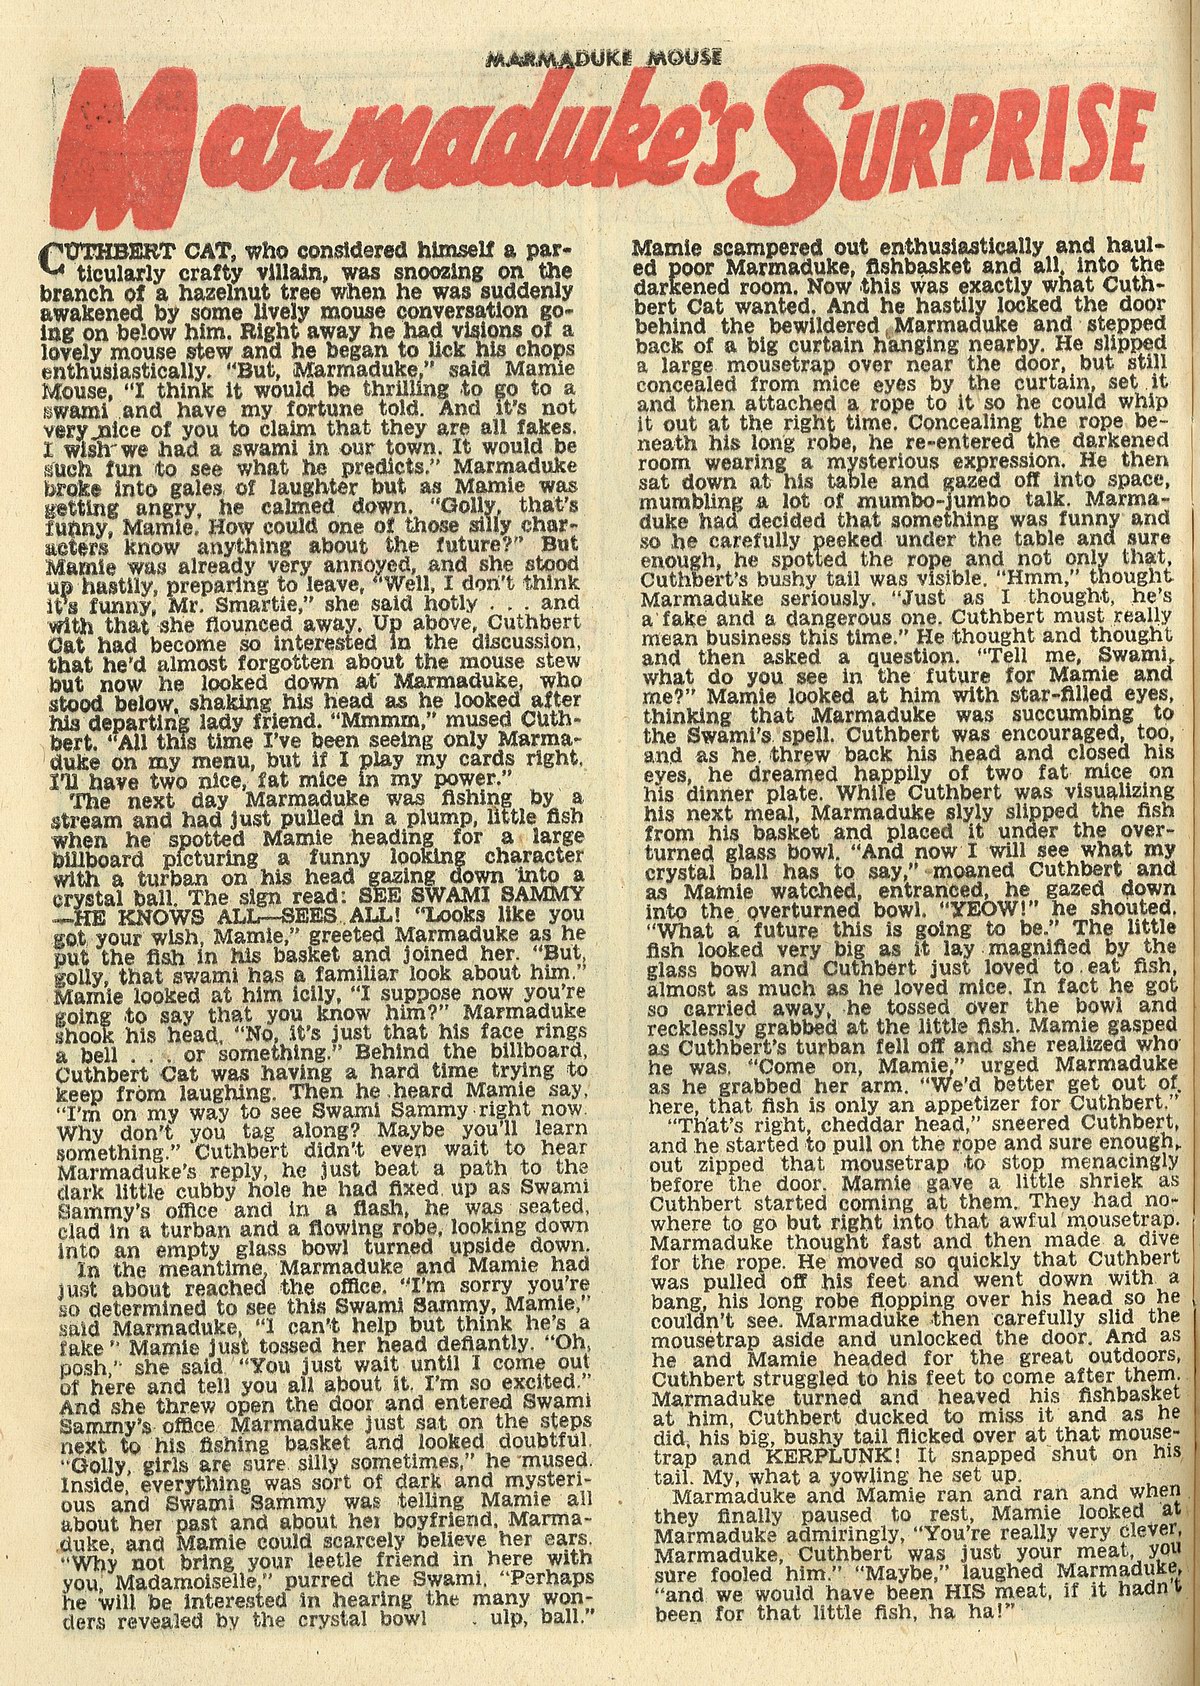 MARMADUKE MOUSE
Marmaduke's SURPRISE
CUTHBERT CAT, who considered himself a par-
ticularly crafty villain, was snoozing on the
branch of a hazelnut tree when he was suddenly
awakened by some lively mouse conversation go-
ing on below him. Right away he had visions of a
lovely mouse stew and he began to lick his chops
enthusiastically. "But, Marmaduke," said Mamie
Mouse, "I think it would be thrilling to go to a
swami and have my fortune told. And it's not
very nice of you to claim that they are all fakes.
I wish we had a swami in our town. It would be
such fun to see what he predicts." Marmaduke
broke into gales of laughter but as Mamie was
getting angry, he calmed down. "Golly, that's
funny, Mamie. How could one of those silly char-
acters know anything about the future?" But
Mamie was already very annoyed, and she stood
up hastily, preparing to leave, "Well, I don't think
it's funny, Mr. Smartie," she said hotly . . . and
with that she flounced away. Up above, Cuthbert
Cat had become so interested in the discussion,
that he'd almost forgotten about the mouse stew
but now he looked down at Marmaduke, who
stood below, shaking his head as he looked after
his departing lady friend. "Mmmm," mused Cuth-
bert. "All this time I've been seeing only Marma-
duke on my menu, but if I play my cards right,
I'll have two nice, fat mice in my power."
The next day Marmaduke was fishing by a
stream and had just pulled in a plump, little fish
when he spotted Mamie heading for a large
billboard picturing a funny looking character
with a turban on his head gazing down into a
crystal ball. The sign read: SEE SWAMI SAMMY
—HE KNOWS ALL—SEES ALL! "Looks like you
got your wish, Mamie," greeted Marmaduke as he
put the fish in his basket and joined her. "But,
golly, that swami has a familiar look about him."
Mamie looked at him icily, "I suppose now you're
going to say that you know him?" Marmaduke
shook his head, "No, it's just that his face rings
a bell . . . or something." Behind the billboard,
Cuthbert Cat was having a hard time trying to
keep from laughing. Then he heard Mamie say,
"I'm on my way to see Swami Sammy right now.
Why don't you tag along? Maybe you'll learn
something." Cuthbert didn't even wait to hear
Marmaduke's reply, he just beat a path to the
dark little cubby hole he had fixed up as Swami
Sammy's office and in a flash, he was seated,
clad in a turban and a flowing robe, looking down
into an empty glass bowl turned upside down.
In the meantime, Marmaduke and Mamie had
just about reached the office. "I'm sorry you're
so determined to see this Swami Sammy, Mamie,"
said Marmaduke, "I can't help but think he's a
fake" Mamie just tossed her head defiantly. "Oh,
posh," she said "You just wait until I come out
of here and tell you all about it. I'm so excited."
And she threw open the door and entered Swami
Sammy's office Marmaduke just sat on the steps
next to his fishing basket and looked doubtful.
"Golly, girls are sure silly sometimes," he mused.
Inside, everything was sort of dark and mysteri-
ous and Swami Sammy was telling Mamie all
about her past and about her boyfriend, Marma-
duke, and Mamie could scarcely believe her ears.
"Why not bring your leetle friend in here with
you, Madamoiselle," purred the Swami. "Perhaps
he will be interested in hearing the many won-
ders revealed by the crystal bowl . ulp, ball."
Mamie scampered out enthusiastically and haul-
ed poor Marmaduke, fishbasket and all, into the
darkened room. Now this was exactly what Cuth-
bert Cat wanted. And he hastily locked the door
behind the bewildered Marmaduke and stepped
back of a big curtain hanging nearby. He slipped
a large mousetrap over near the door, but still
concealed from mice eyes by the curtain, set it
and then attached a rope to it so he could whip
it out at the right time. Concealing the rope be-
neath his long robe, he re-entered the darkened
room wearing a mysterious expression. He then
sat down at his table and gazed off into space,
mumbling a lot of mumbo-jumbo talk. Marma-
duke had decided that something was funny and
so he carefully peeked under the table and sure
enough, he spotted the rope and not only that,
Cuthbert's bushy tail was visible. "Hmm," thought
Marmaduke seriously. "Just as I thought, he's
a fake and a dangerous one. Cuthbert must really
mean business this time." He thought and thought
and then asked a question. "Tell me, Swami,
what do you see in the future for Mamie and
me?" Mamie looked at him with star-filled eyes,
thinking that Marmaduke was succumbing to
the Swami's spell. Cuthbert was encouraged, too,
and as he threw back his head and closed his
eyes, he dreamed happily of two fat mice on
his dinner plate. While Cuthbert was visualizing
his next meal, Marmaduke slyly slipped the fish
from his basket and placed it under the over-
turned glass bowl. "And now I will see what my
crystal ball has to say," moaned Cuthbert and
as Mamie watched, entranced, he gazed down
into the overturned bowl. "YEOW!" he shouted.
"What a future this is going to be." The little
fish looked very big as it lay magnified by the
glass bowl and Cuthbert just loved to eat fish,
almost as much as he loved mice. In fact he got
so carried away, he tossed over the bowl and
recklessly grabbed at the little fish. Mamie gasped
as Cuthbert's turban fell off and she realized who
he was. "Come on, Mamie," urged Marmaduke
as he grabbed her arm. "We'd better get out of
here, that fish is only an appetizer for Cuthbert."
"That's right, cheddar head," sneered Cuthbert,
and he started to pull on the rope and sure enough,
out zipped that mousetrap to stop menacingly
before the door. Mamie gave a little shriek as
Cuthbert started coming at them. They had no-
where to go but right into that awful mousetrap.
Marmaduke thought fast and then made a dive
for the rope. He moved so quickly that Cuthbert
was pulled off his feet and went down with a
bang, his long robe flopping over his head so he
couldn't see. Marmaduke then carefully slid the
mousetrap aside and unlocked the door. And as
he and Mamie headed for the great outdoors,
Cuthbert struggled to his feet to come after them.
Marmaduke turned and heaved his fishbasket
at him, Cuthbert ducked to miss it and as he
did, his big, bushy tail flicked over at that mouse-
trap and KERPLUNK! It snapped shut on his
tail. My, what a yowling he set up.
Marmaduke and Mamie ran and ran and when
they finally paused to rest, Mamie looked at
Marmaduke admiringly, "You're really very clever,
Marmaduke, Cuthbert was just your meat, you
sure fooled him." "Maybe," laughed Marmaduke,
"and we would have been HIS meat, if it hadn't
been for that little fish, ha ha!"